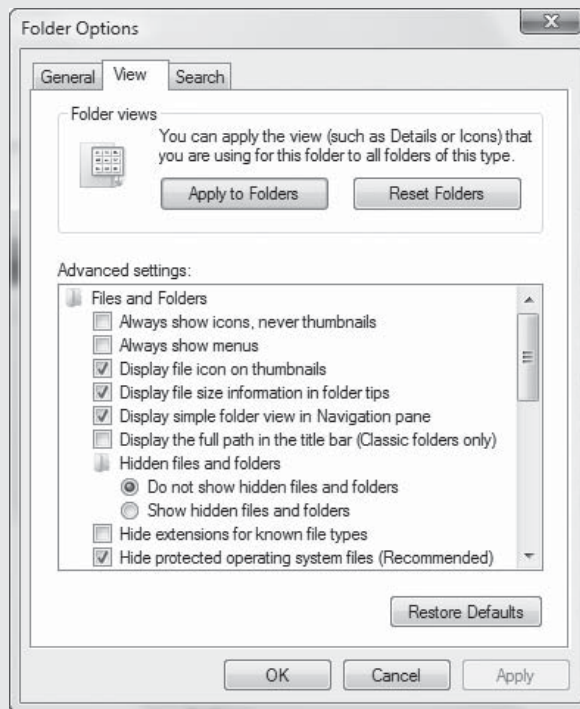 Folder Options
General
View
Search
Folder views
You can apply the view (such as Details or Icons) that
you are using for this folder to all folders of this type.
Apply to Folders
Reset Folders
Advanced settings:
Files and Folders
Always show icons, never thumbnails
Always show menus
Display file icon on thumbnails
Display file size information in folder tips
Display simple folder view in Navigation pane
Display the full path in the title bar (Classic folders only)
Hidden files and folders
Do not show hidden files and folders
Show hidden files and folders
Hide extensions for known file types
Hide protected operating system files (Recommended)
Restore Defaults
OK
Cancel
Apply